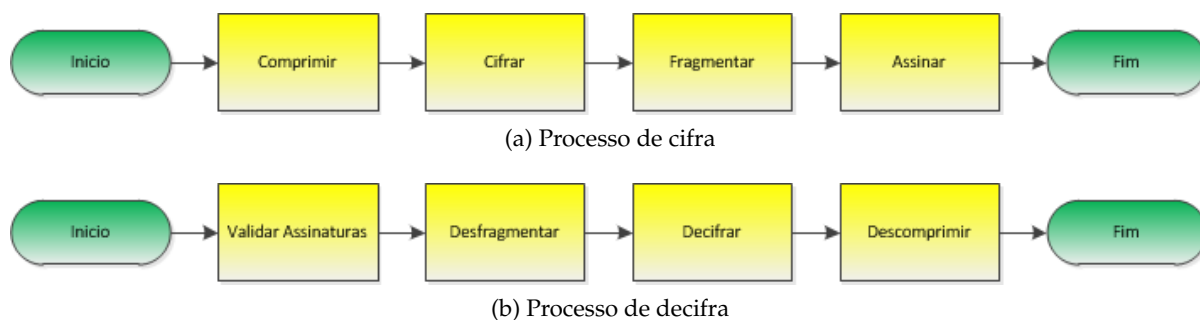 Inicio
Comprimir
Cifrar
Fragmentar
Assinar
Fim
(a) Processo de cifra
Inicio
Validar Assinaturas
Desfragmentar
Decifrar
Descomprimir
Fim
(b) Processo de decifra